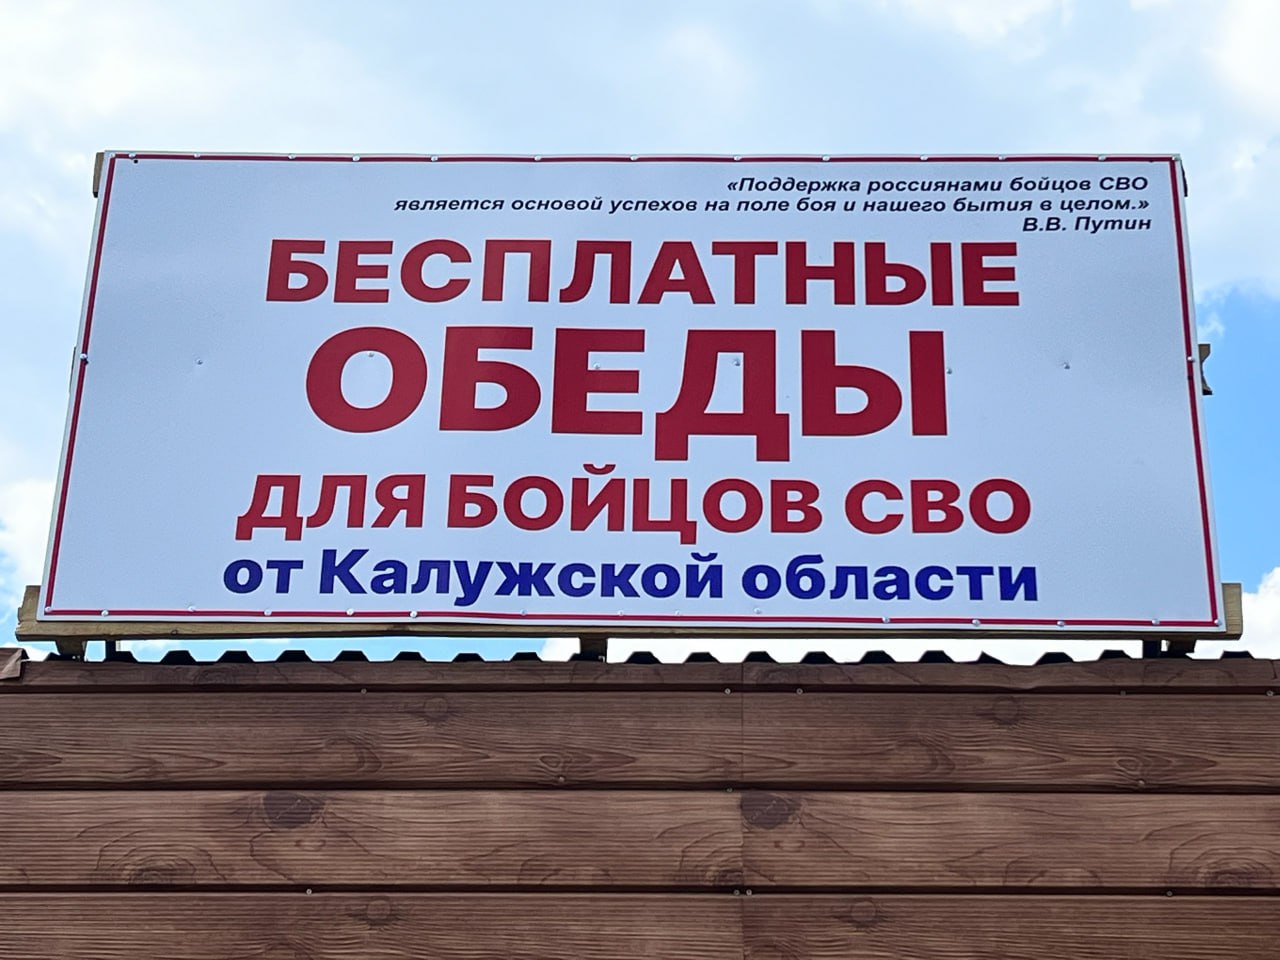 «Поддержка россиянами бойцов СВО
является основой успехов на поле боя и нашего бытия в целом.»
В.В. Путин
БЕСПЛАТНЫЕ
ОБЕДЫ
ДЛЯ БОЙЦОВ СВО
от Калужской области